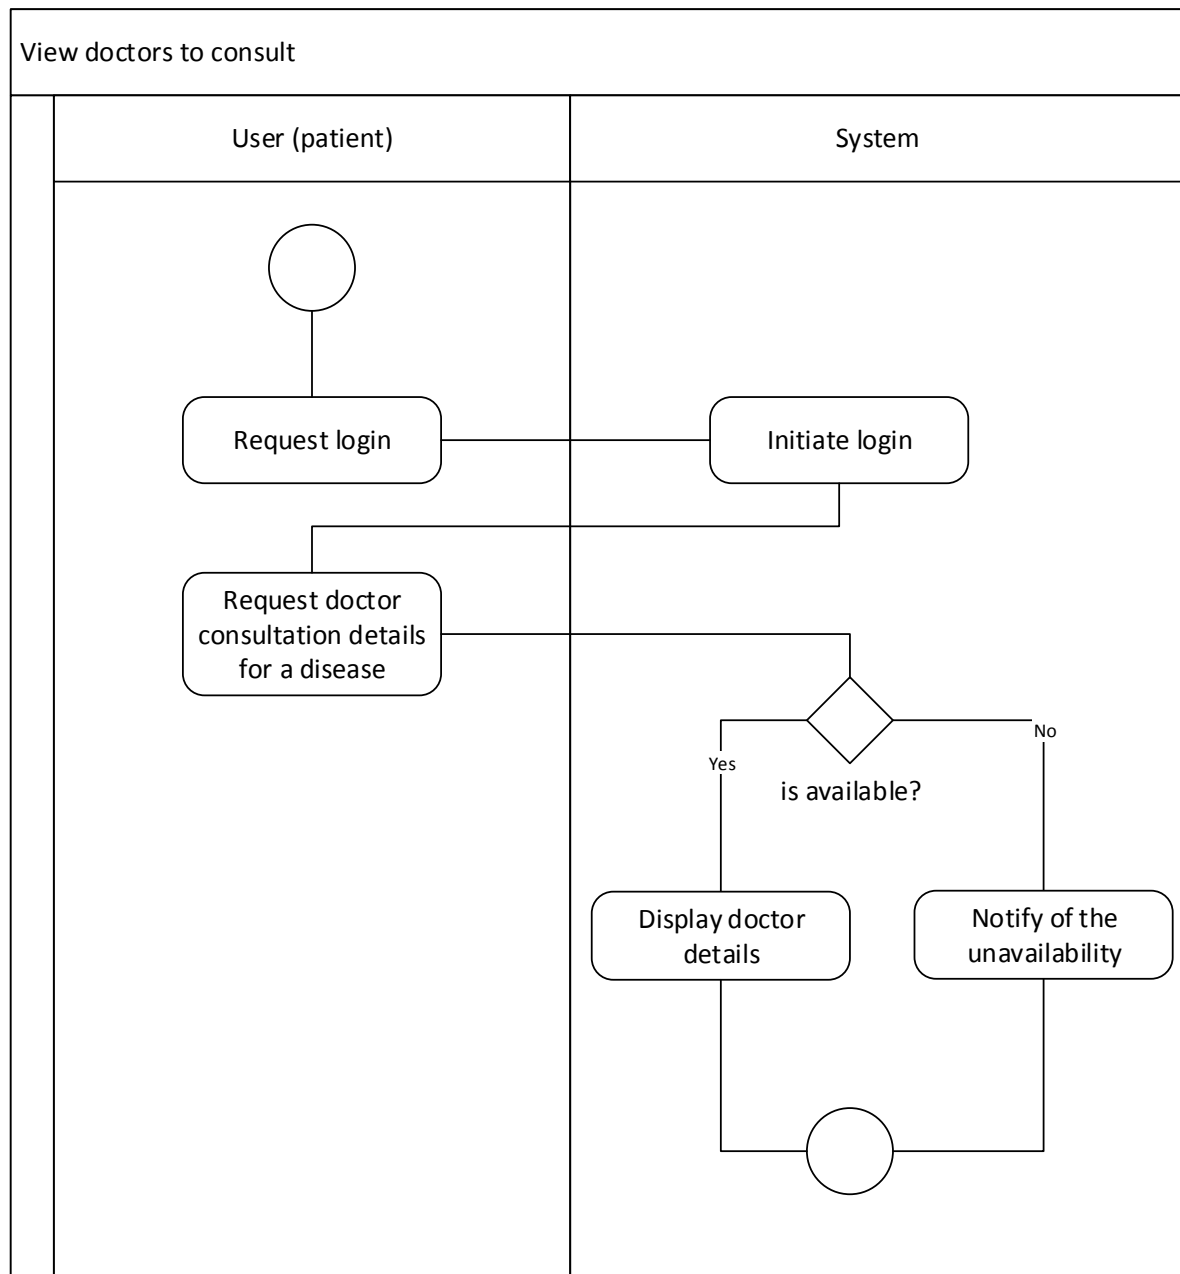 View doctors to consult
User (patient)
System
Request login
Initiate login
Request doctor
consultation details
for a disease
No
Yes
is available?
Display doctor
details
Notify of the
unavailability